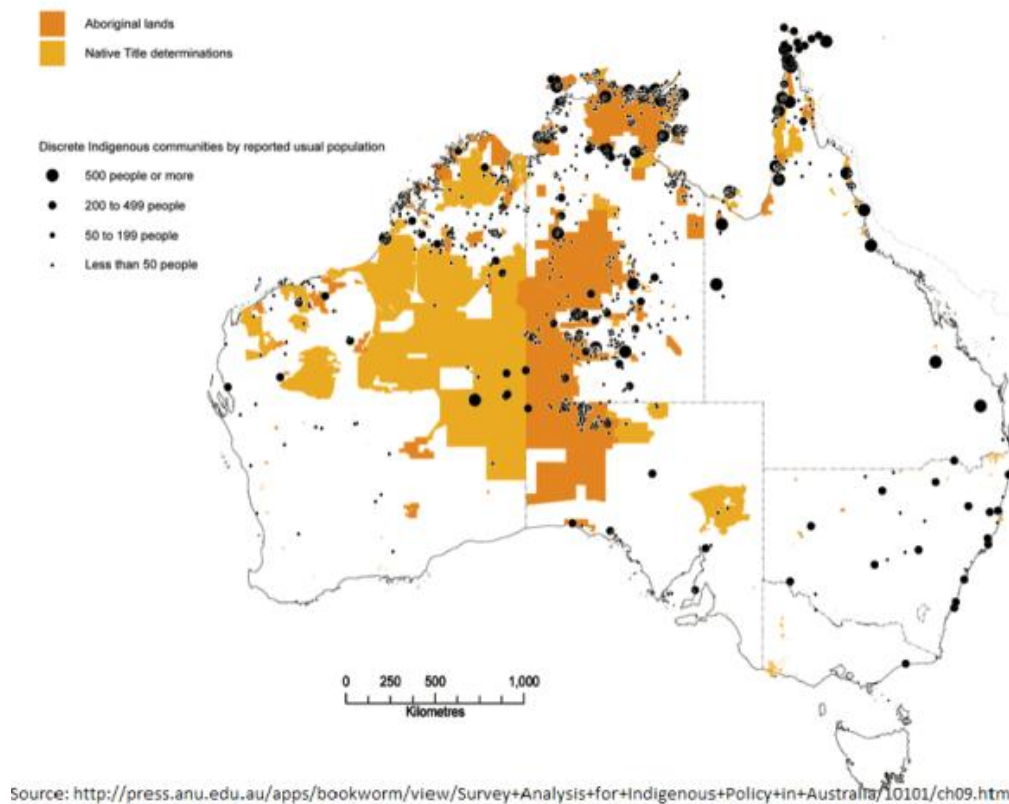 Aboriginal lands
Native Title determinations
Discrete Indigenous communities by reported usual population
500 people or more
200 to 499 people
50 to 199 people
Less than 50 people
0 250 500 1,000
Kilometres
Source: http://press.anu.edu.au/apps/bookworm/view/Survey+Analysis+for+Indigenous+Policy+in+Australia/10101/ch09.htm